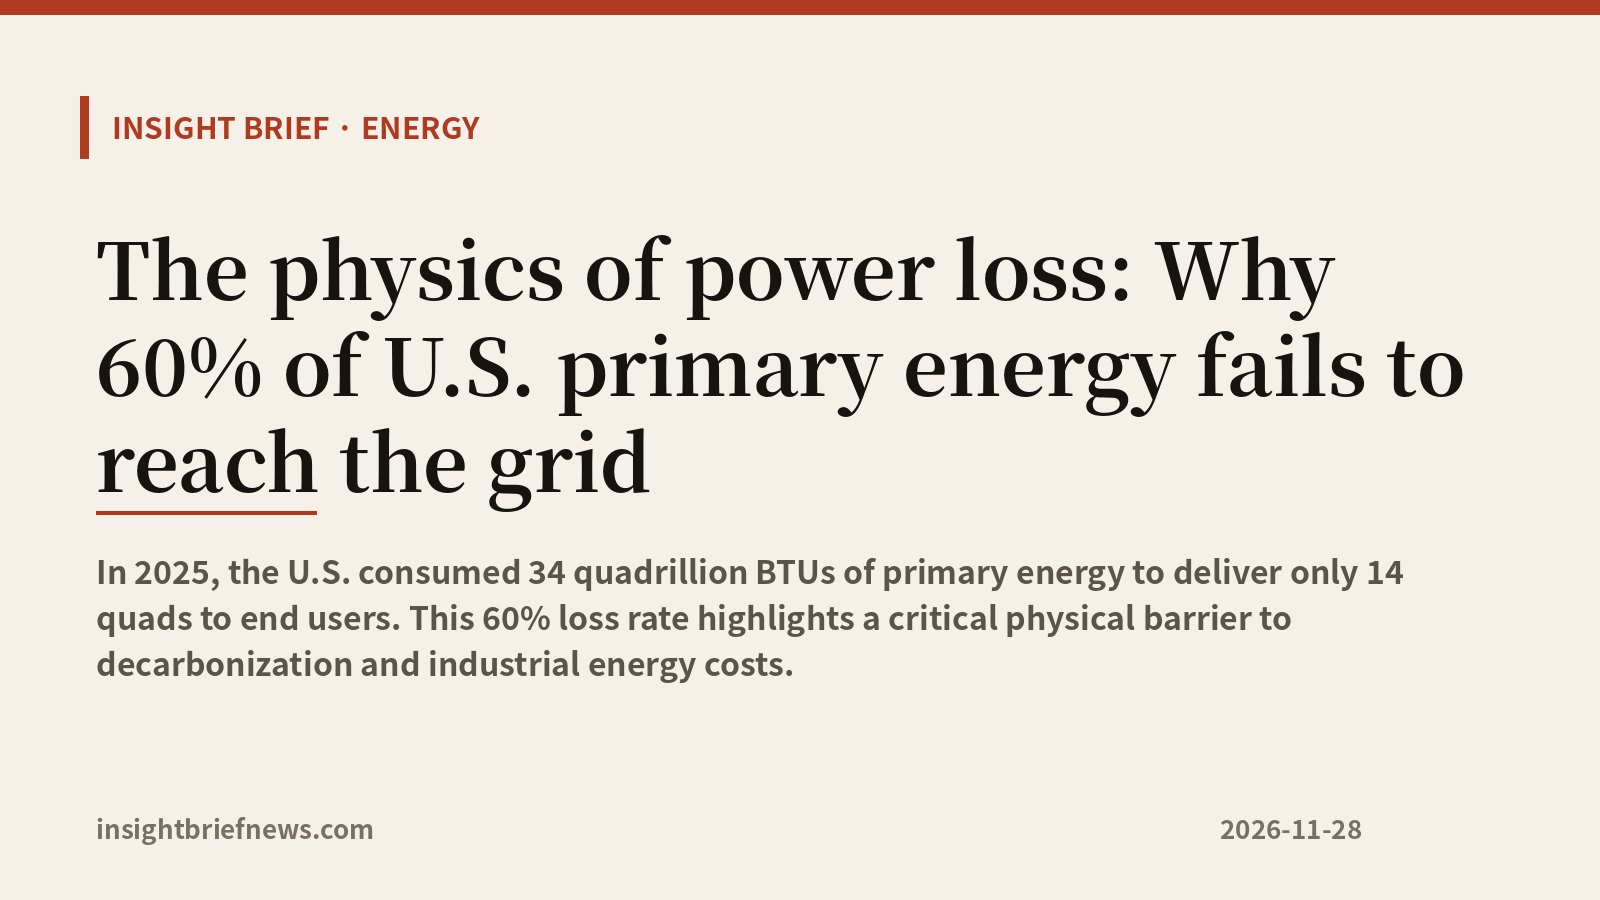 INSIGHT BRIEF · ENERGY
The physics of power loss: Why
60% of U.S. primary energy fails to
reach the grid
In 2025, the U.S. consumed 34 quadrillion BTUs of primary energy to deliver only 14
quads to end users. This 60% loss rate highlights a critical physical barrier to
decarbonization and industrial energy costs.
insightbriefnews.com
2026-11-28